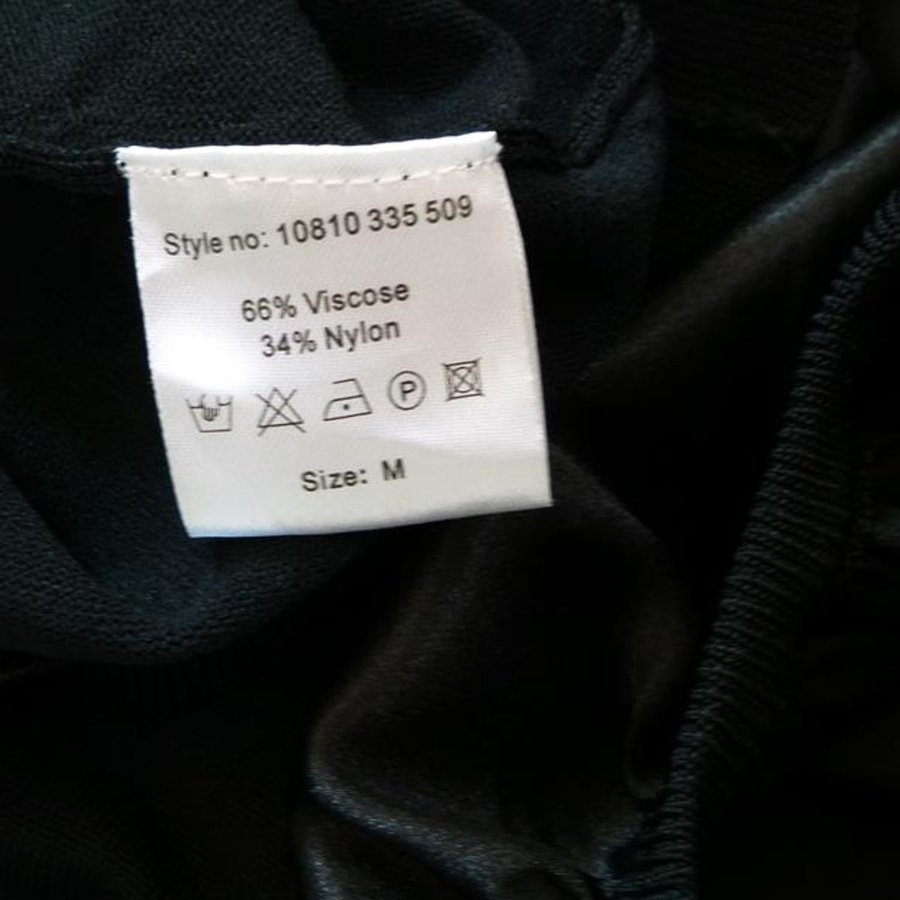 Style no: 10810 335 509
66% Viscose
34% Nylon
P
Size: M